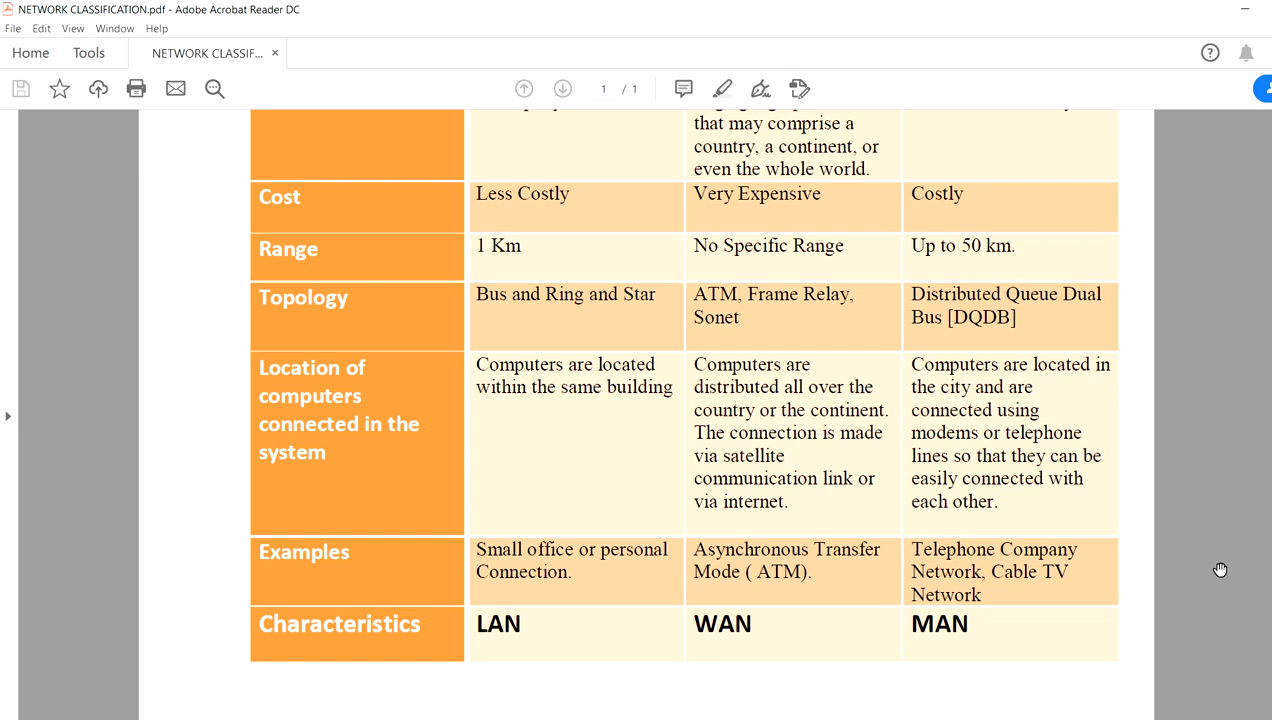 NETWORK CLASSIFICATION.pdf - Adobe Acrobat Reader DC
File Edit View Window Help
Home Tools NETWORK CLASSIF... ×
1 / 1
that may comprise a
country, a continent, or
even the whole world.
Cost
Less Costly
Very Expensive
Costly
Range
1 Km
No Specific Range
Up to 50 km.
Topology
Bus and Ring and Star
ATM, Frame Relay,
Sonet
Distributed Queue Dual
Bus [DQDB]
Location of
computers
connected in the
system
Computers are located
within the same building
Computers are
distributed all over the
country or the continent.
The connection is made
via satellite
communication link or
via internet.
Computers are located in
the city and are
connected using
modems or telephone
lines so that they can be
easily connected with
each other.
Examples
Small office or personal
Connection.
Asynchronous Transfer
Mode ( ATM).
Telephone Company
Network, Cable TV
Network
Characteristics
LAN
WAN
MAN